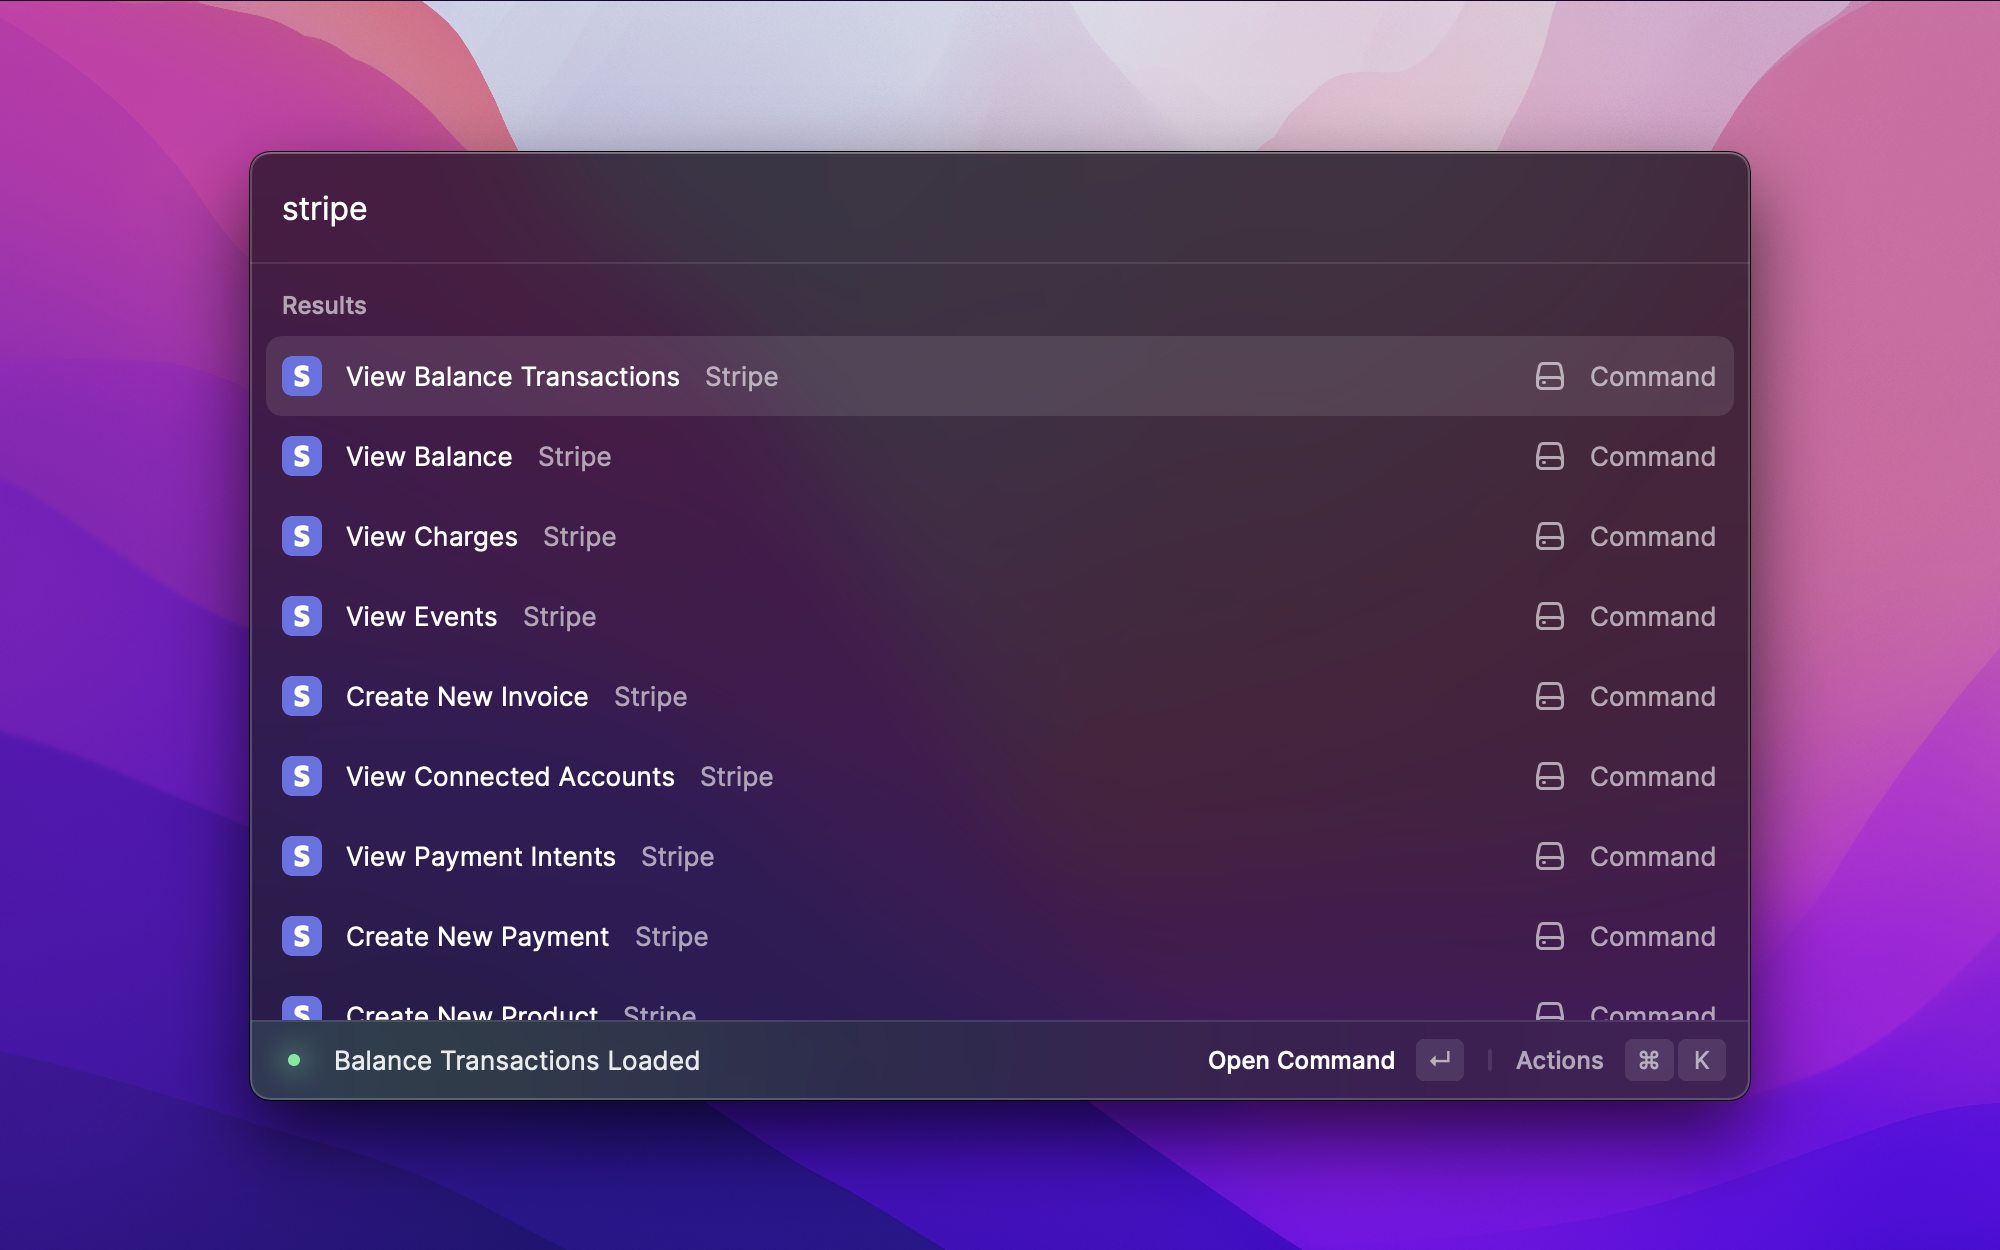 stripe
Results
S View Balance Transactions Stripe Command
S View Balance Stripe Command
S View Charges Stripe Command
S View Events Stripe Command
S Create New Invoice Stripe Command
S View Connected Accounts Stripe Command
S View Payment Intents Stripe Command
S Create New Payment Stripe Command
S Create New Product Stripe Command
Balance Transactions Loaded Open Command ↵ | Actions ⌘ K